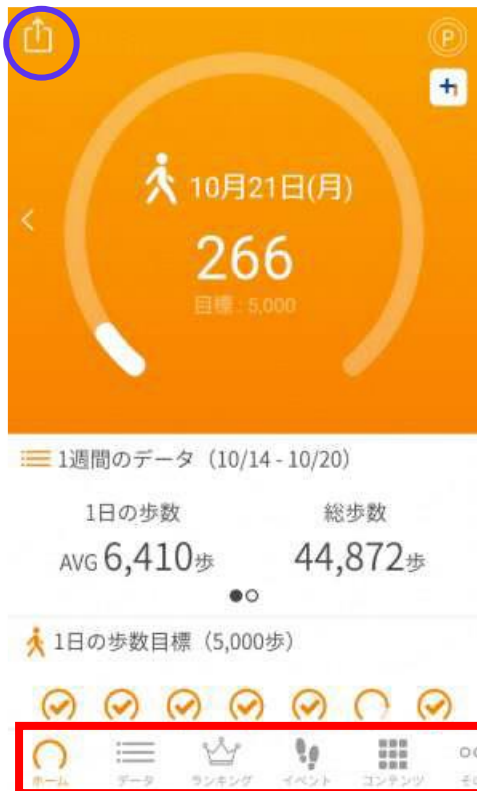 P
10月21日(月)
266
目標 : 5,000
1週間のデータ（10/14 - 10/20）
1日の歩数 総歩数
AVG 6,410歩 44,872歩
1日の歩数目標（5,000歩）
ホーム データ ランキング イベント コンテンツ